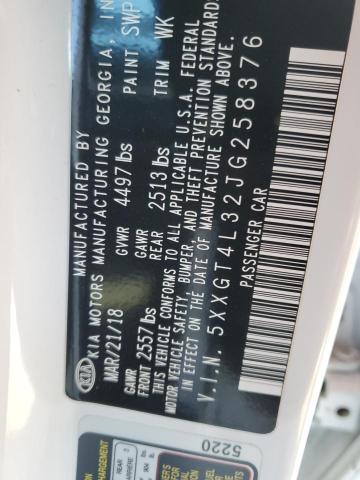 MANUFACTURED BY
KIA MOTORS MANUFACTURING GEORGIA, IN
KIA
MAR/21/18 GVWR 4497 lbs PAINT SWP
GAWR FRONT 2557 lbs GAWR REAR 2513 lbs TRIM WK
THIS VEHICLE CONFORMS TO ALL APPLICABLE U.S.A. FEDERAL
MOTOR VEHICLE SAFETY, BUMPER, AND THEFT PREVENTION STANDARDS
IN EFFECT ON THE DATE OF MANUFACTURE SHOWN ABOVE.
V.I.N. 5XXGT4L32JG258376
PASSENGER CAR
5220
REAR